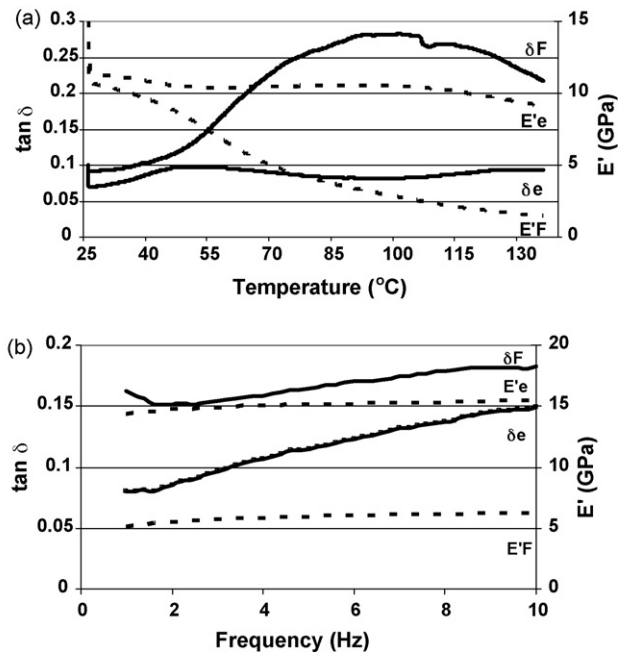 (a)
0.3
0.25
0.2
0.15
0.1
0.05
0
tan δ
15
10
5
0
E' (GPa)
δF
E'e
δe
E'F
25
40
55
70
85
100
115
130
Temperature (°C)
(b)
0.2
0.15
0.1
0.05
0
tan δ
20
15
10
5
0
E' (GPa)
δF
E'e
δe
E'F
0
2
4
6
8
10
Frequency (Hz)